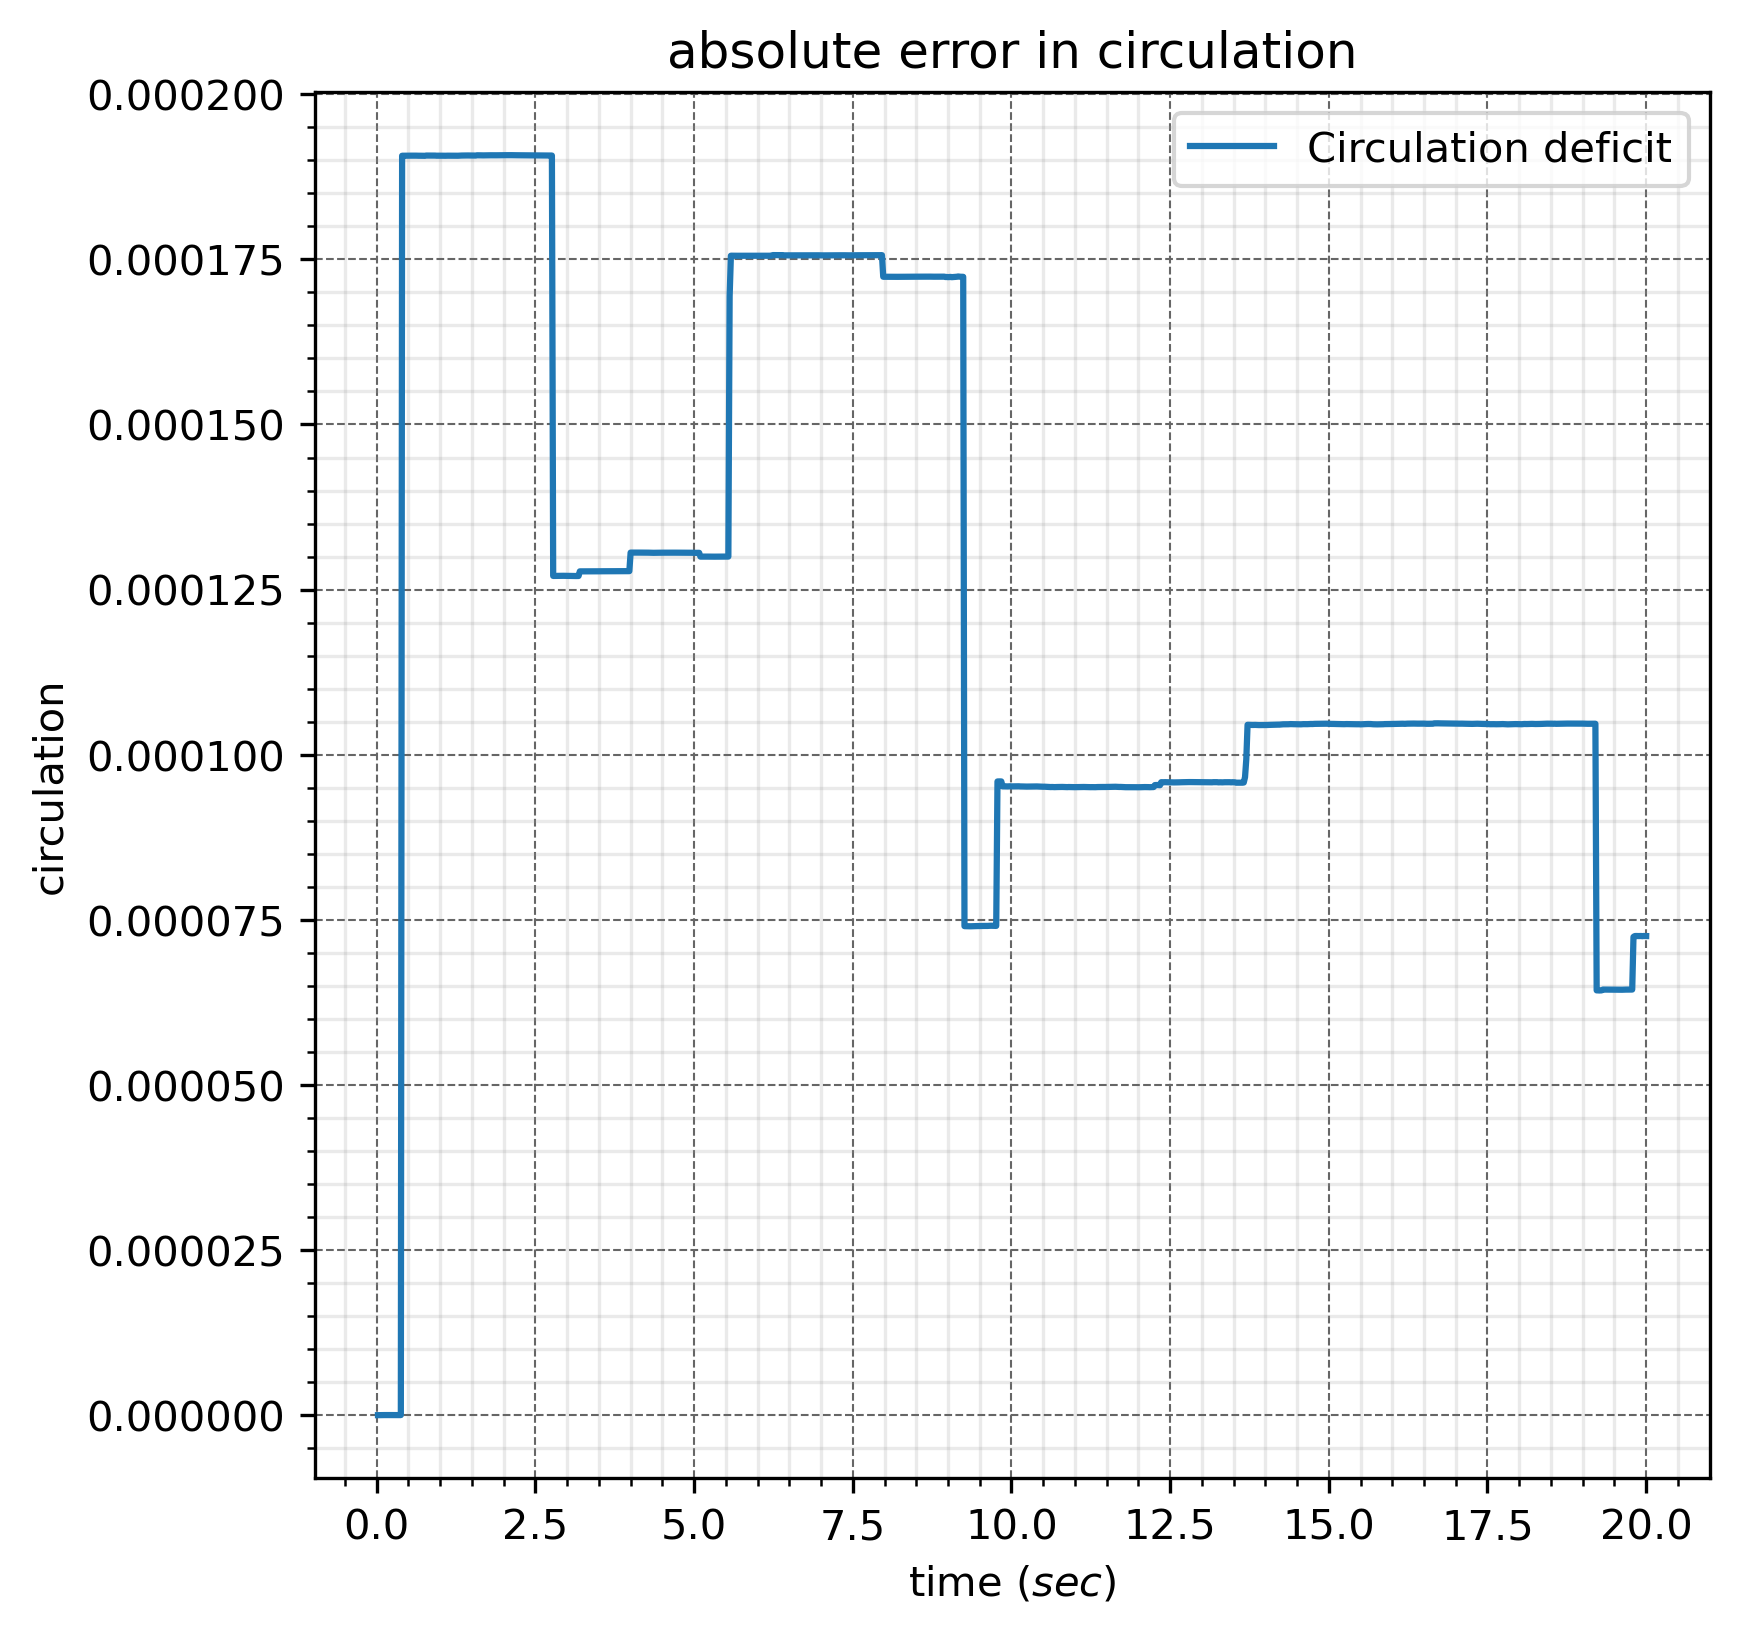 absolute error in circulation
Circulation deficit
0.000200
0.000175
0.000150
0.000125
0.000100
0.000075
0.000050
0.000025
0.000000
circulation
0.0 2.5 5.0 7.5 10.0 12.5 15.0 17.5 20.0
time (sec)